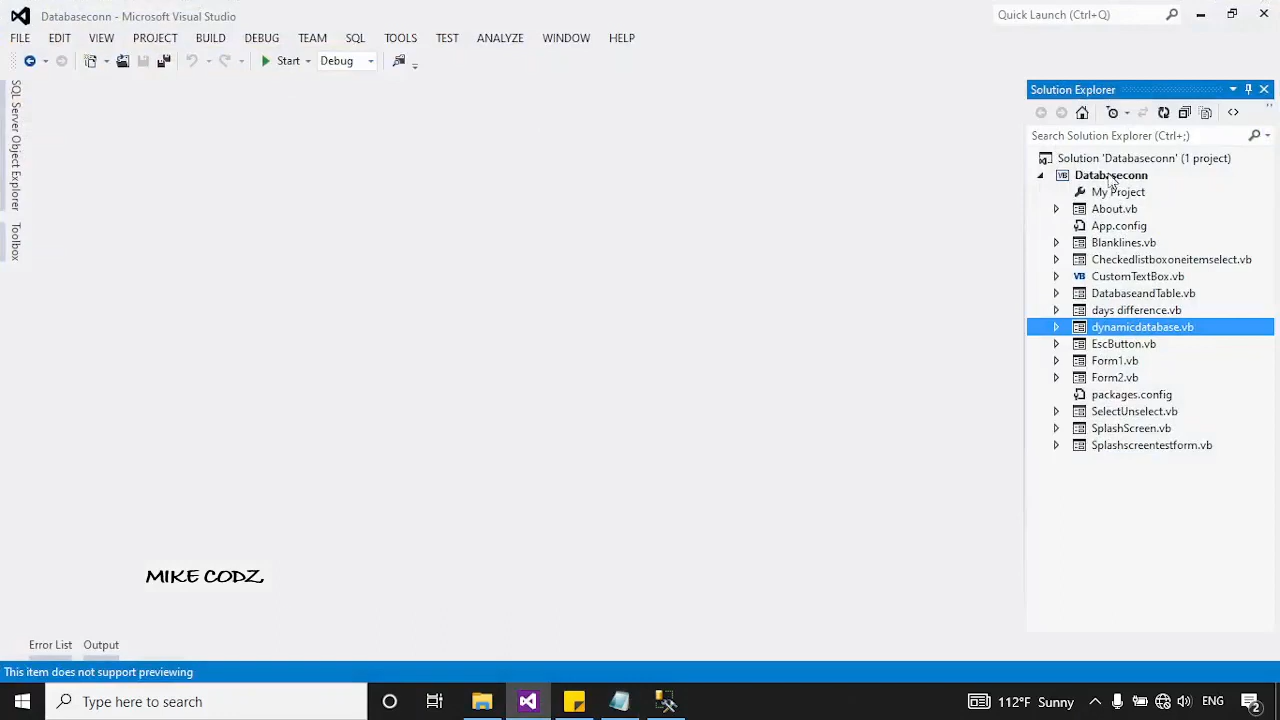 Databaseconn - Microsoft Visual Studio
Quick Launch (Ctrl+Q)
FILE EDIT VIEW PROJECT BUILD DEBUG TEAM SQL TOOLS TEST ANALYZE WINDOW HELP
Start Debug
SQL Server Object Explorer
Toolbox
Solution Explorer
Search Solution Explorer (Ctrl+;)
Solution 'Databaseconn' (1 project)
VB Databaseconn
My Project
About.vb
App.config
Blanklines.vb
Checkedlistboxoneitemselect.vb
VB CustomTextBox.vb
DatabaseandTable.vb
days difference.vb
dynamicdatabase.vb
EscButton.vb
Form1.vb
Form2.vb
packages.config
SelectUnselect.vb
SplashScreen.vb
Splashscreentestform.vb
MIKE CODZ,
Error List Output
This item does not support previewing
Type here to search
112°F Sunny
ENG
2